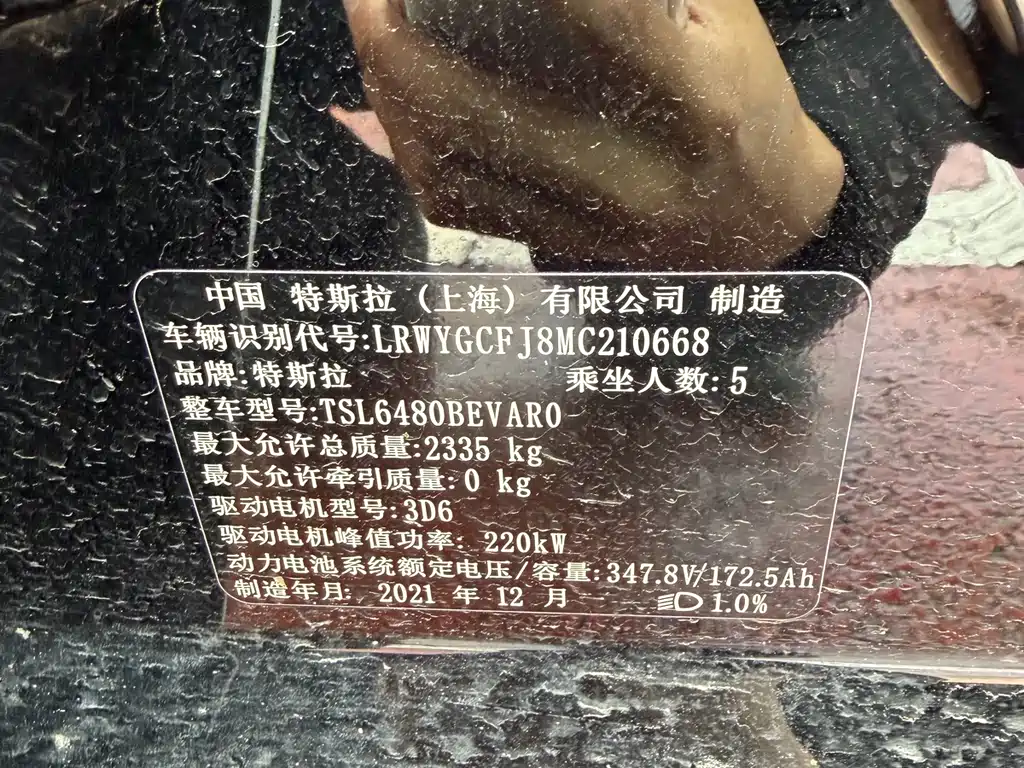 中国 特斯拉（上海）有限公司 制造
车辆识别代号:LRWYGCFJ8MC210668
品牌:特斯拉 乘坐人数:5
整车型号:TSL6480BEVAR0
最大允许总质量:2335 kg
最大允许牵引质量:0 kg
驱动电机型号:3D6
驱动电机峰值功率: 220kW
动力电池系统额定电压/容量:347.8V/172.5Ah
制造年月: 2021 年 12 月 1.0%